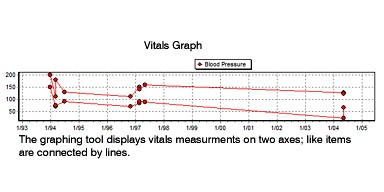 Vitals Graph
Blood Pressure
200
150
100
50
1/93 1/94 1/95 1/96 1/97 1/98 1/99 1/00 1/01 1/02 1/03 1/04 1/05
The graphing tool displays vitals measurments on two axes; like items
are connected by lines.